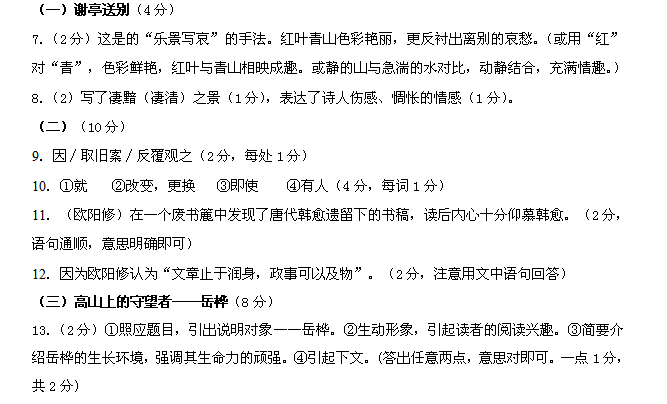 （一）谢亭送别（4 分）
7.（2 分）这是的“乐景写哀”的手法。红叶青山色彩艳丽，更反衬出离别的哀愁。（或用“红”
对“青”，色彩鲜艳，红叶与青山相映成趣。或静的山与急湍的水对比，动静结合，充满情趣。）
8.（2）写了凄黯（凄清）之景（1 分），表达了诗人伤感、惆怅的情感（1 分）。
（二）（10 分）
9. 因 / 取旧案 / 反覆观之（2 分，每处 1 分）
10. ①就 ②改变，更换 ③即使 ④有人（4 分，每词 1 分）
11. （欧阳修）在一个废书簏中发现了唐代韩愈遗留下的书稿，读后内心十分仰慕韩愈。（2 分，
语句通顺，意思明确即可）
12. 因为欧阳修认为“文章止于润身，政事可以及物”。（2 分，注意用文中语句回答）
（三）高山上的守望者——岳桦（8 分）
13.（2 分）①照应题目，引出说明对象——岳桦。②生动形象，引起读者的阅读兴趣。③简要介
绍岳桦的生长环境，强调其生命力的顽强。④引起下文。（答出任意两点，意思对即可。一点 1 分，
共 2 分）